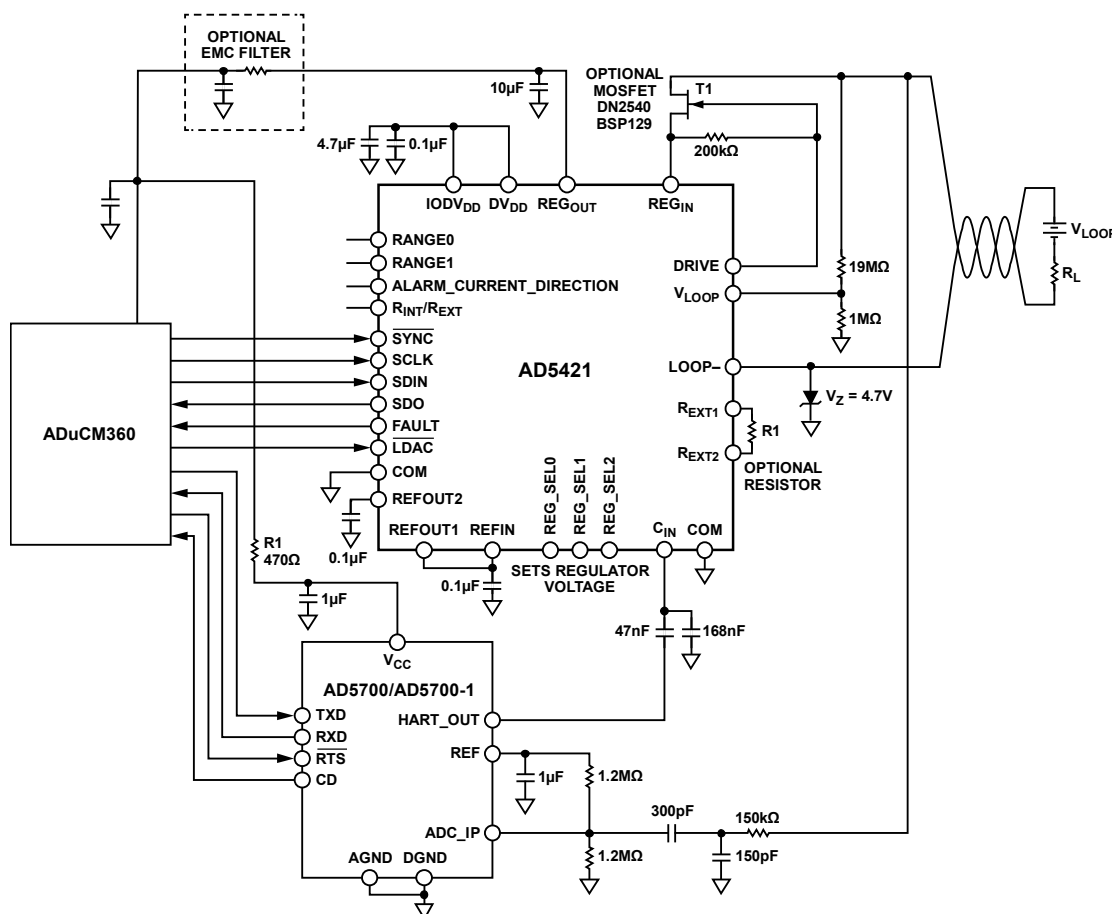 OPTIONAL
EMC FILTER
10µF
OPTIONAL
MOSFET
DN2540
BSP129
T1
200kΩ
4.7µF
0.1µF
IODVDD
DVDD
REGOUT
REGIN
RANGE0
RANGE1
ALARM_CURRENT_DIRECTION
RINT/REXT
SYNC
SCLK
SDIN
SDO
FAULT
LDAC
COM
REFOUT2
AD5421
DRIVE
VLOOP
LOOP–
REXT1
REXT2
19MΩ
1MΩ
VZ = 4.7V
R1
OPTIONAL
RESISTOR
VLOOP
RL
ADuCM360
REFOUT1
REFIN
REG_SEL0
REG_SEL1
REG_SEL2
CIN
COM
SETS REGULATOR
VOLTAGE
0.1µF
0.1µF
R1
470Ω
1µF
47nF
168nF
VCC
AD5700/AD5700-1
TXD
RXD
RTS
CD
HART_OUT
REF
ADC_IP
AGND
DGND
1µF
1.2MΩ
1.2MΩ
300pF
150kΩ
150pF